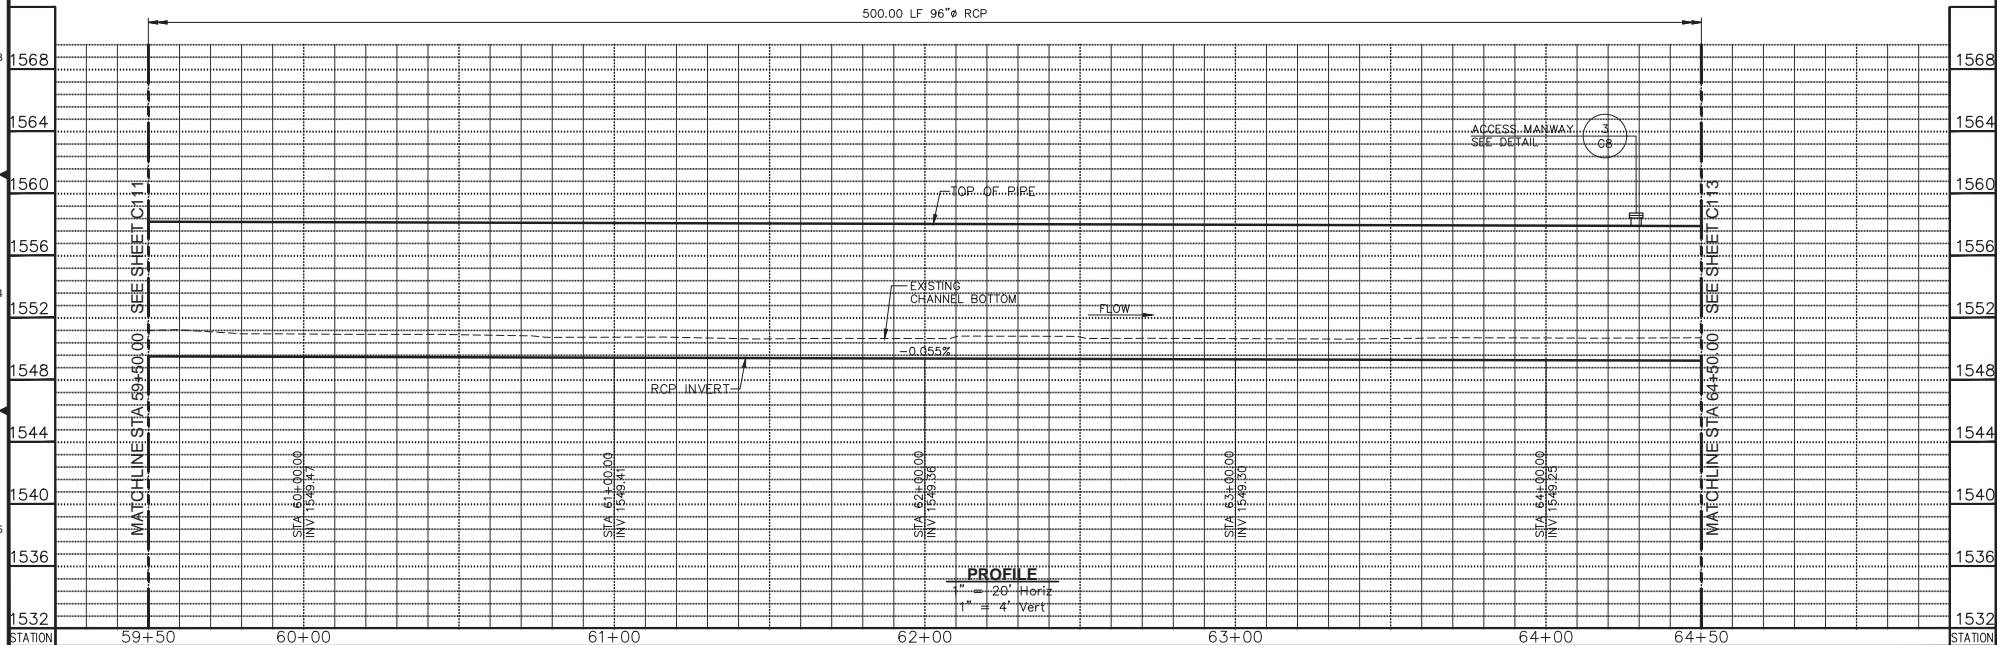 500.00 LF 96"ø RCP
1568
1564
1560
1556
1552
1548
1544
1540
1536
1532
STATION
1568
1564
1560
1556
1552
1548
1544
1540
1536
1532
STATION
MATCHLINE STA 59+50.00 SEE SHEET C111
MATCHLINE STA 64+50.00 SEE SHEET C113
ACCESS MANWAY
SEE DETAIL
3
C8
TOP OF PIPE
EXISTING
CHANNEL BOTTOM
FLOW
-0.055%
RCP INVERT
STA 60+00.00
INV 1549.47
STA 61+00.00
INV 1549.41
STA 62+00.00
INV 1549.36
STA 63+00.00
INV 1549.30
STA 64+00.00
INV 1549.25
PROFILE
1" = 20' Horiz
1" = 4' Vert
59+50
60+00
61+00
62+00
63+00
64+00
64+50